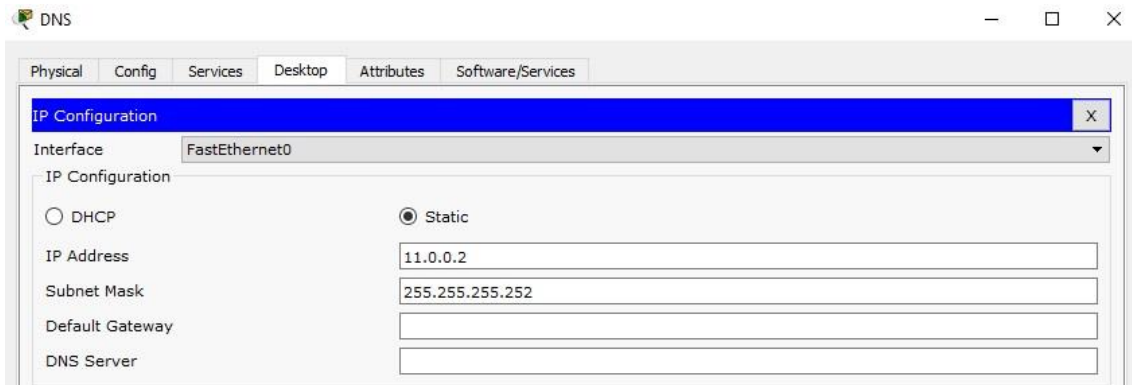 DNS
Physical Config Services Desktop Attributes Software/Services
IP Configuration X
Interface FastEthernet0
IP Configuration
DHCP Static
IP Address 11.0.0.2
Subnet Mask 255.255.255.252
Default Gateway
DNS Server